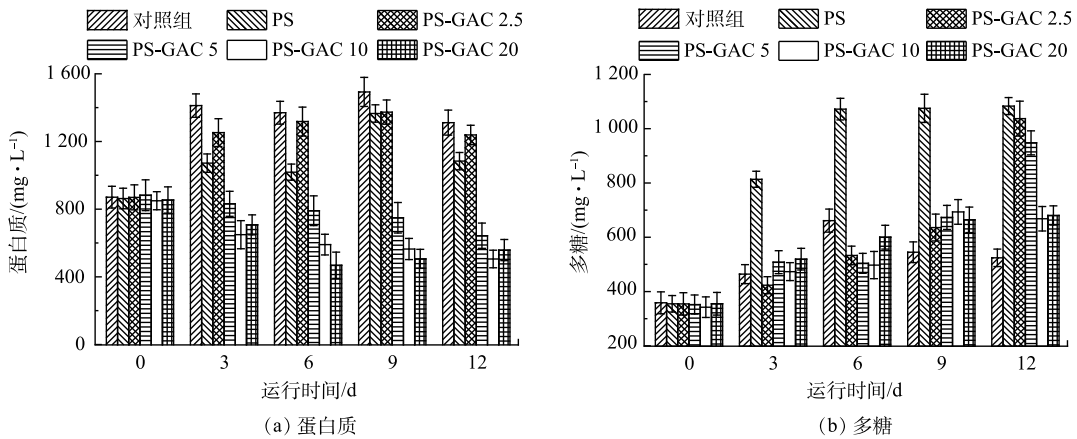 对照组 PS PS-GAC 2.5
PS-GAC 5 PS-GAC 10 PS-GAC 20
1 600
1 200
800
400
0
蛋白质/(mg·L⁻¹)
0 3 6 9 12
运行时间/d
(a) 蛋白质
对照组 PS PS-GAC 2.5
PS-GAC 5 PS-GAC 10 PS-GAC 20
1 200
1 000
800
600
400
200
多糖/(mg·L⁻¹)
0 3 6 9 12
运行时间/d
(b) 多糖